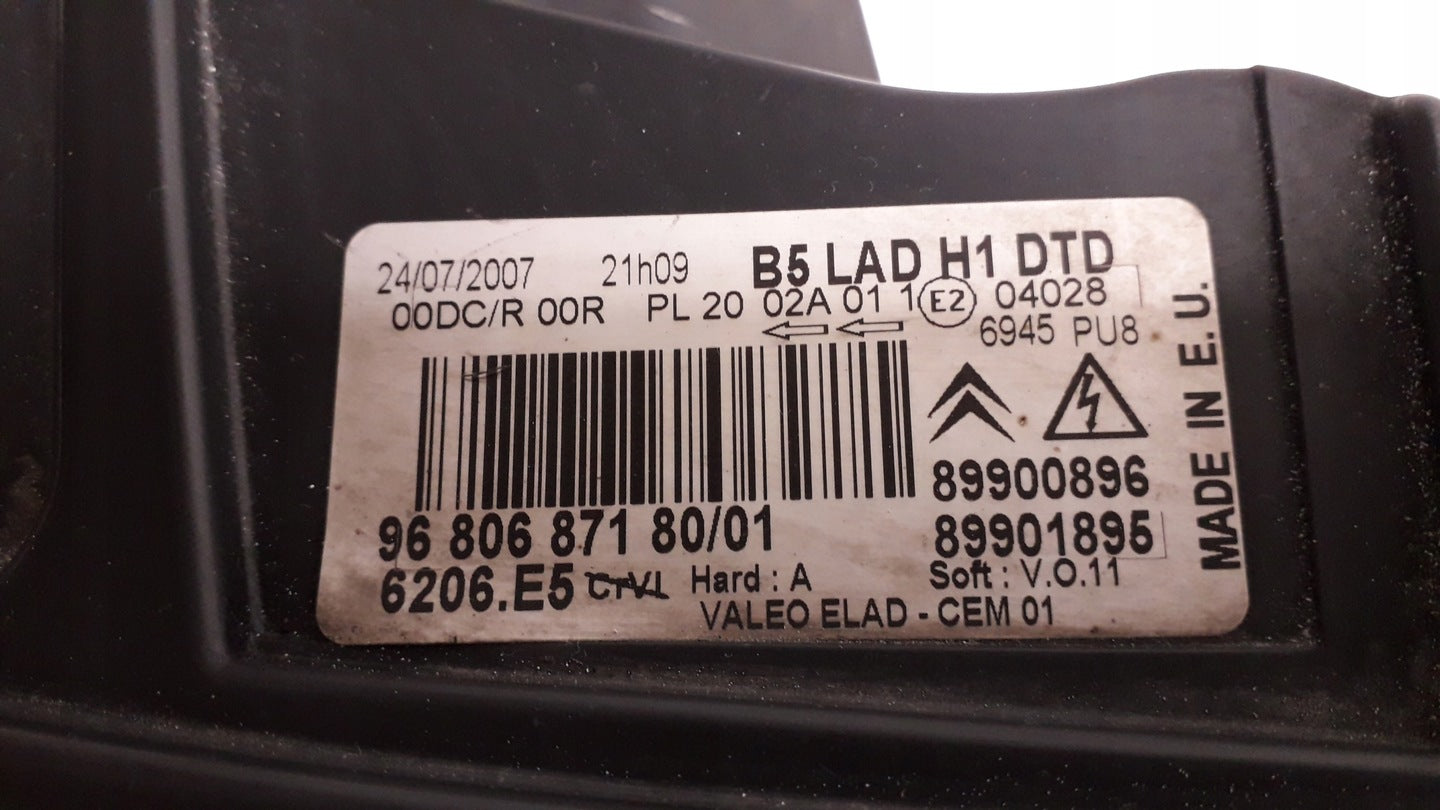 24/07/2007 21h09 B5 LAD H1 DTD
00DC/R 00R PL 20 02A 01 1 E2 04028
6945 PU8
89900896
96 806 871 80/01 89901895
6206.E5 CTVL Hard : A Soft : V.O.11
VALEO ELAD - CEM 01
MADE IN E.U.